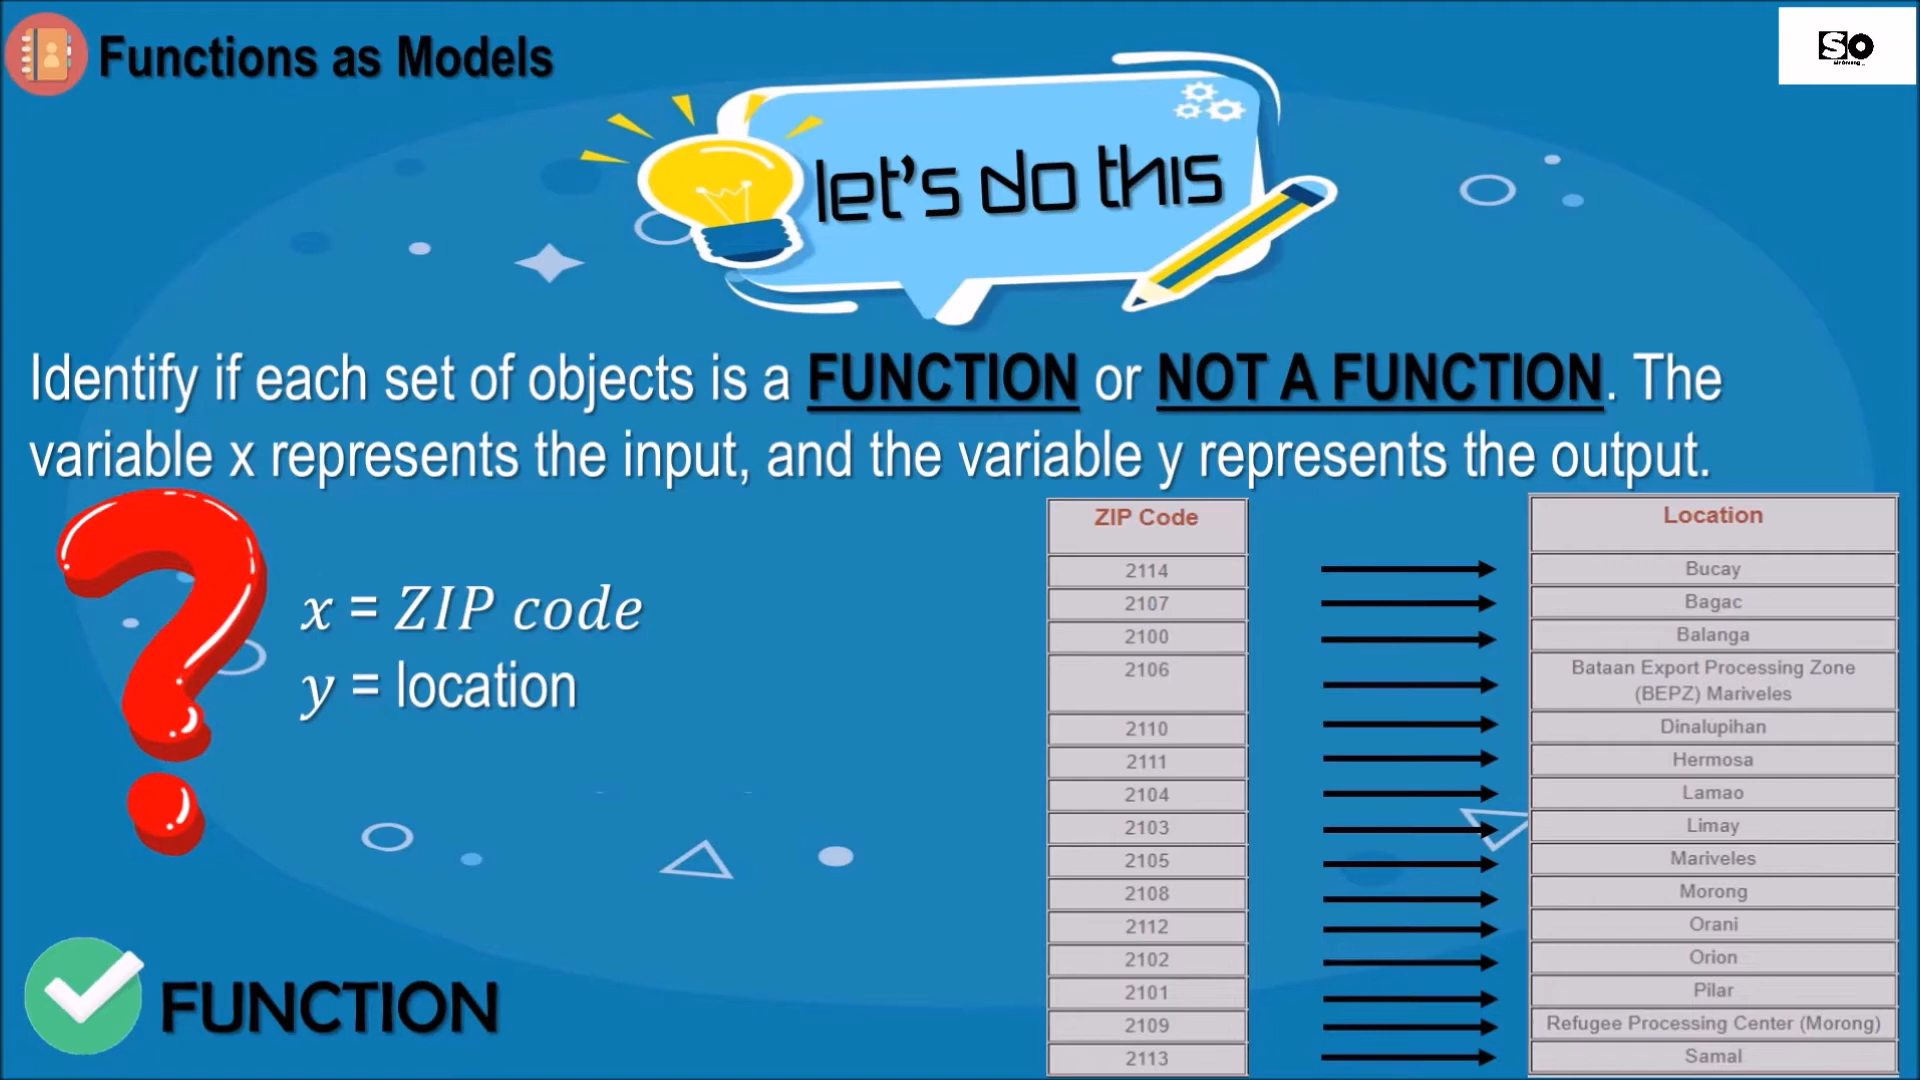 Functions as Models
SO
let's do this
Identify if each set of objects is a FUNCTION or NOT A FUNCTION. The
variable x represents the input, and the variable y represents the output.
x = ZIP code
y = location
FUNCTION
ZIP Code Location
2114 Bucay
2107 Bagac
2100 Balanga
2106 Bataan Export Processing Zone
(BEPZ) Mariveles
2110 Dinalupihan
2111 Hermosa
2104 Lamao
2103 Limay
2105 Mariveles
2108 Morong
2112 Orani
2102 Orion
2101 Pilar
2109 Refugee Processing Center (Morong)
2113 Samal